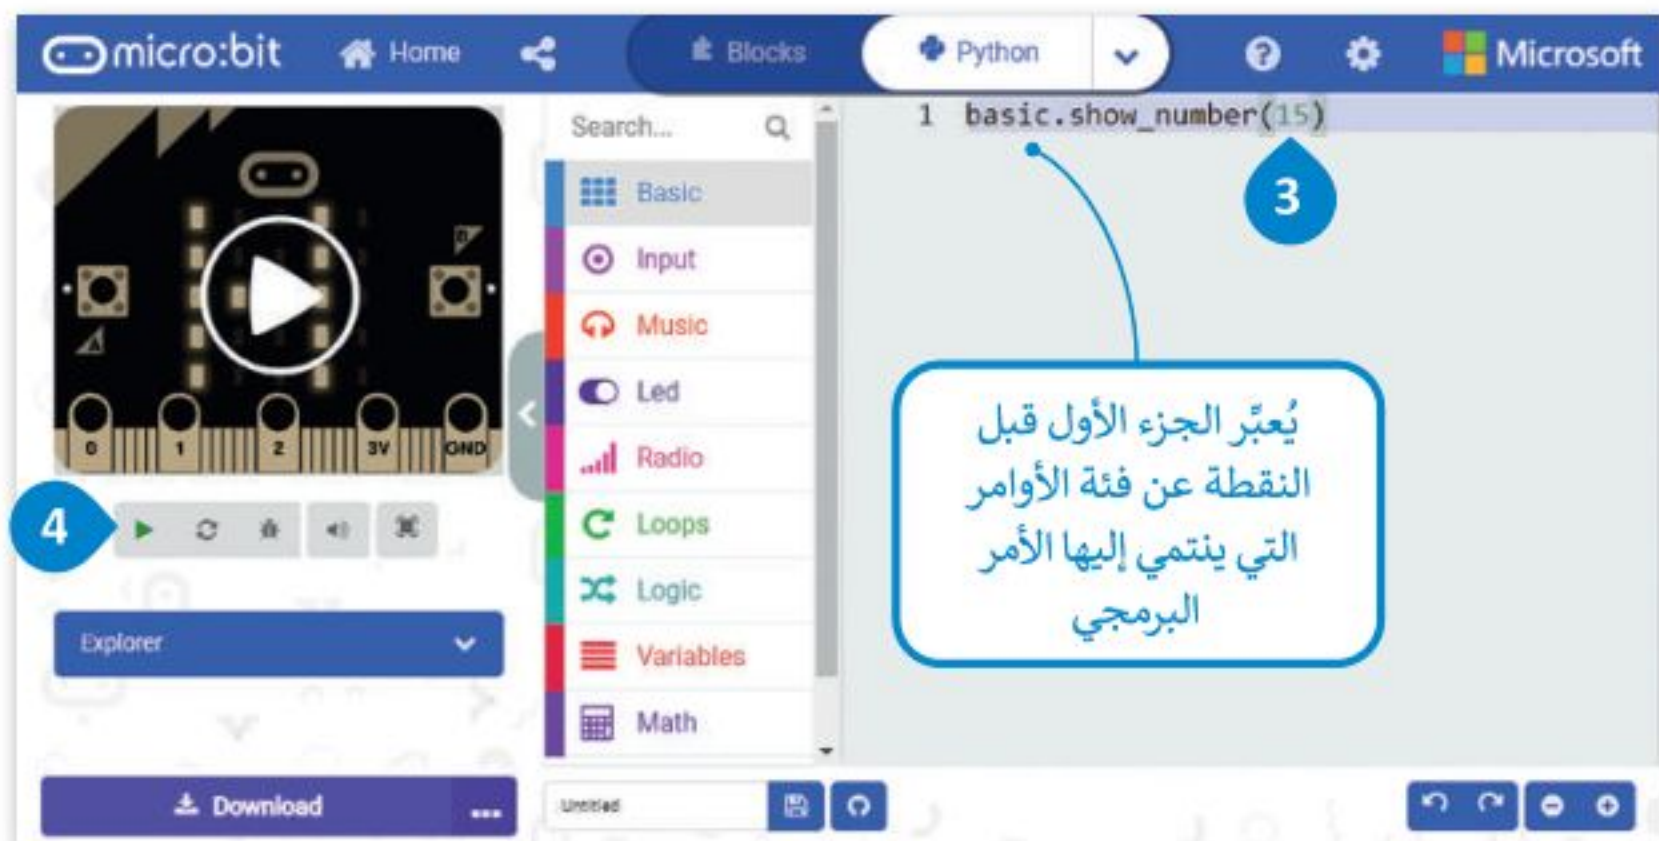 micro:bit
Home
Blocks
Python
Microsoft
B
A
0 1 2 3V GND
4
Explorer
Download
...
Search...
Basic
Input
Music
Led
Radio
Loops
Logic
Variables
Math
Untitled
1 basic.show_number(15)
3
يُعبِّر الجزء الأول قبل
النقطة عن فئة الأوامر
التي ينتمي إليها الأمر
البرمجي